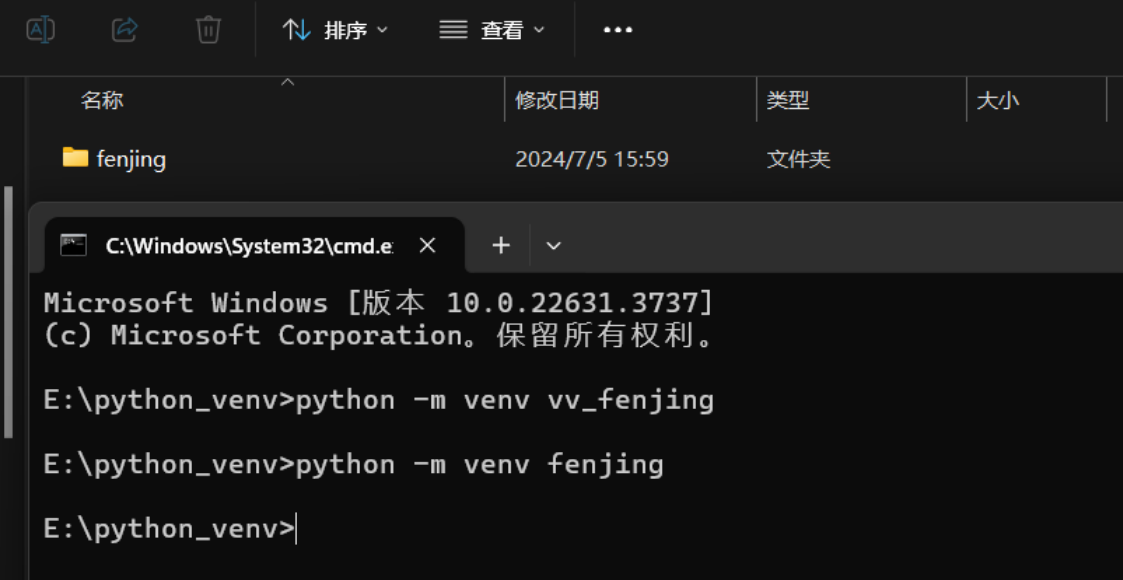 排序 查看
名称 修改日期 类型 大小
fenjing 2024/7/5 15:59 文件夹
C:\Windows\System32\cmd.e
Microsoft Windows [版本 10.0.22631.3737]
(c) Microsoft Corporation。保留所有权利。
E:\python_venv>python -m venv vv_fenjing
E:\python_venv>python -m venv fenjing
E:\python_venv>